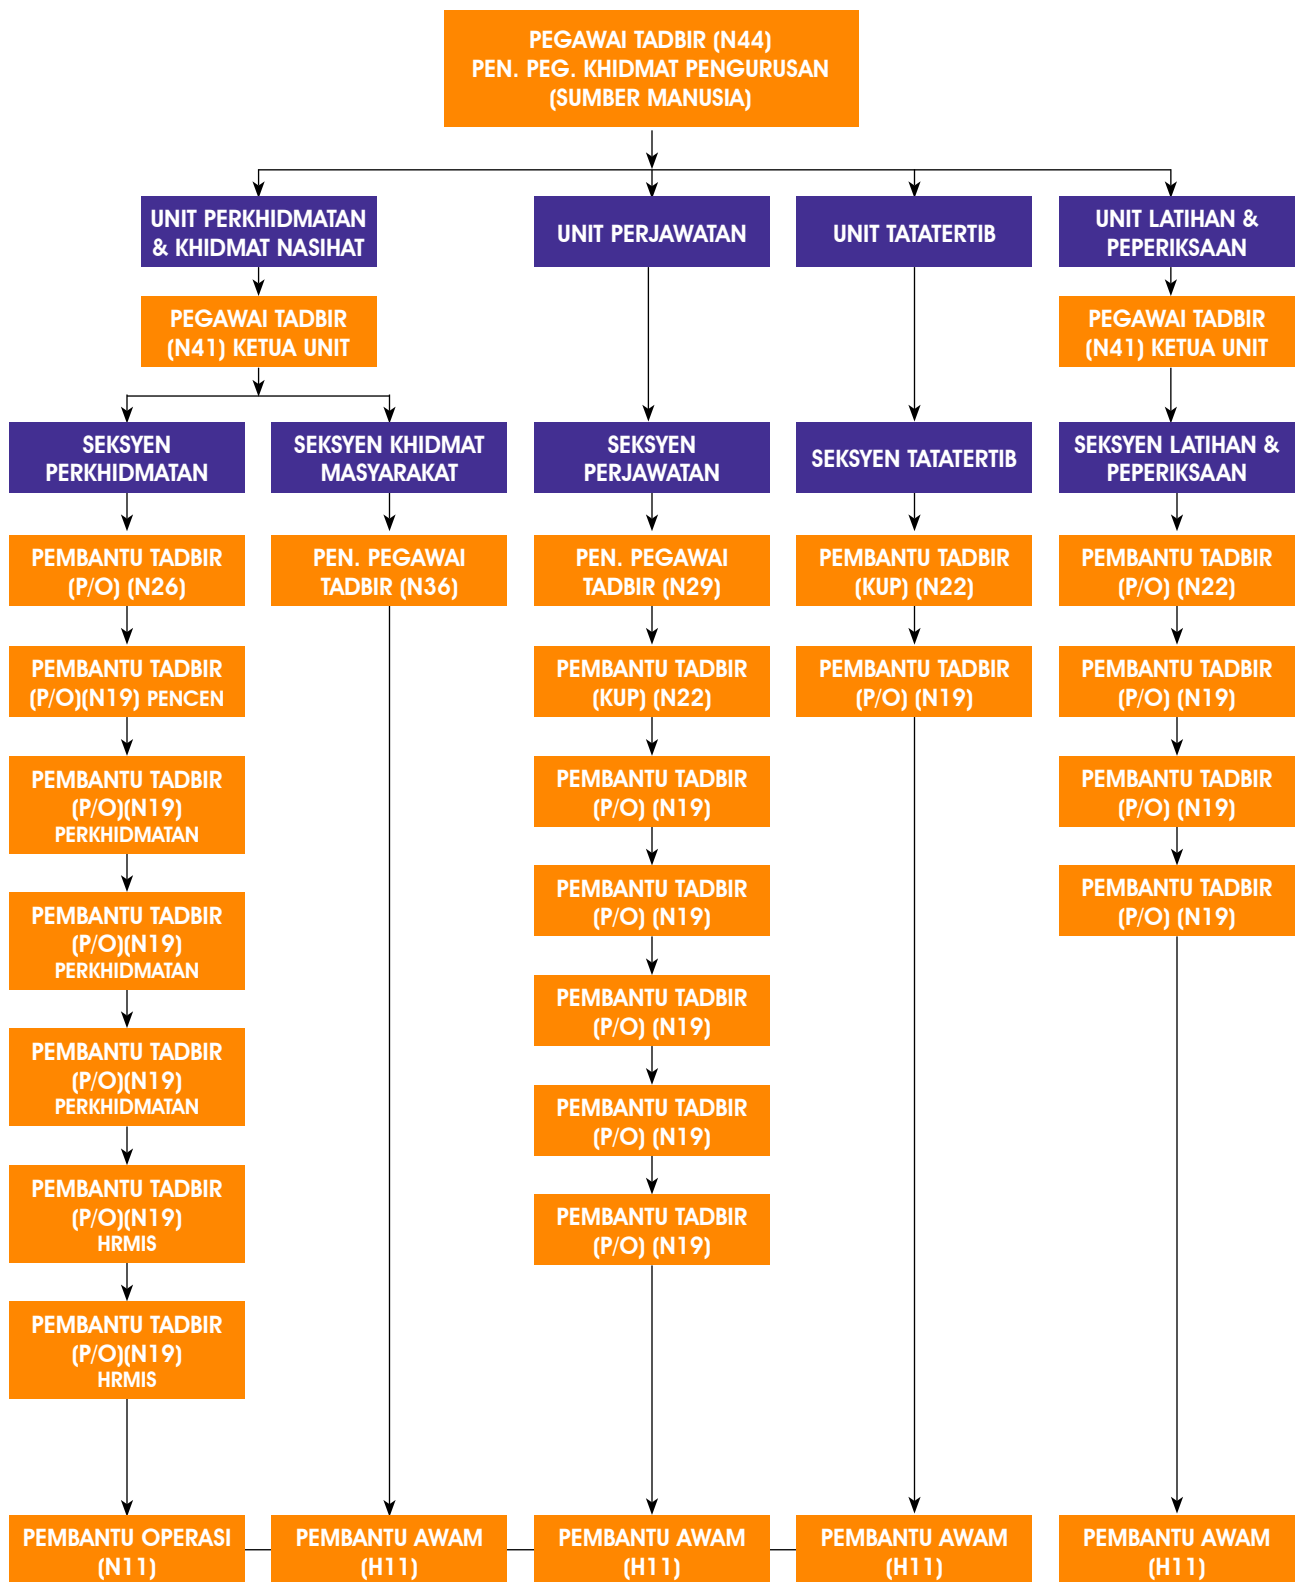 PEGAWAI TADBIR (N44)
PEN. PEG. KHIDMAT PENGURUSAN
(SUMBER MANUSIA)
UNIT PERKHIDMATAN
& KHIDMAT NASIHAT
UNIT PERJAWATAN
UNIT TATATERTIB
UNIT LATIHAN &
PEPERIKSAAN
PEGAWAI TADBIR
(N41) KETUA UNIT
PEGAWAI TADBIR
(N41) KETUA UNIT
SEKSYEN
PERKHIDMATAN
SEKSYEN KHIDMAT
MASYARAKAT
SEKSYEN
PERJAWATAN
SEKSYEN TATATERTIB
SEKSYEN LATIHAN &
PEPERIKSAAN
PEMBANTU TADBIR
(P/O) (N26)
PEN. PEGAWAI
TADBIR (N36)
PEN. PEGAWAI
TADBIR (N29)
PEMBANTU TADBIR
(KUP) (N22)
PEMBANTU TADBIR
(P/O) (N22)
PEMBANTU TADBIR
(P/O)(N19) PENCEN
PEMBANTU TADBIR
(KUP) (N22)
PEMBANTU TADBIR
(P/O) (N19)
PEMBANTU TADBIR
(P/O) (N19)
PEMBANTU TADBIR
(P/O)(N19)
PERKHIDMATAN
PEMBANTU TADBIR
(P/O) (N19)
PEMBANTU TADBIR
(P/O) (N19)
PEMBANTU TADBIR
(P/O)(N19)
PERKHIDMATAN
PEMBANTU TADBIR
(P/O) (N19)
PEMBANTU TADBIR
(P/O) (N19)
PEMBANTU TADBIR
(P/O)(N19)
PERKHIDMATAN
PEMBANTU TADBIR
(P/O) (N19)
PEMBANTU TADBIR
(P/O)(N19)
HRMIS
PEMBANTU TADBIR
(P/O) (N19)
PEMBANTU TADBIR
(P/O)(N19)
HRMIS
PEMBANTU TADBIR
(P/O) (N19)
PEMBANTU OPERASI
(N11)
PEMBANTU AWAM
(H11)
PEMBANTU AWAM
(H11)
PEMBANTU AWAM
(H11)
PEMBANTU AWAM
(H11)